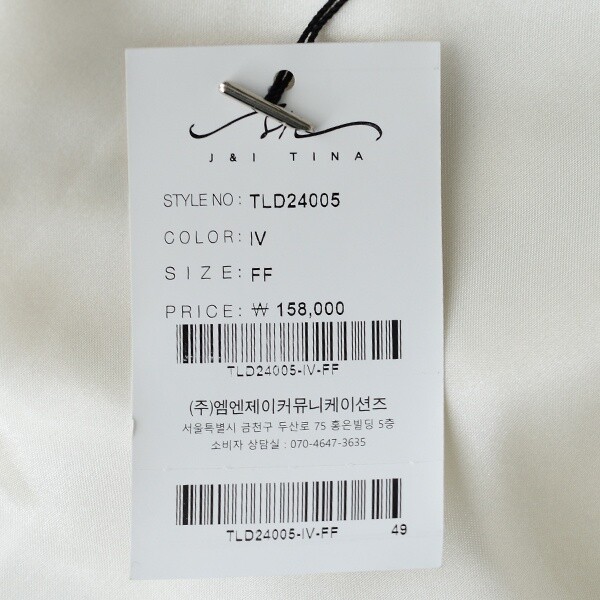 J & I TINA
STYLE NO: TLD24005
COLOR: IV
SIZE: FF
PRICE: ₩ 158,000
TLD24005-IV-FF
(주)엠엔제이커뮤니케이션즈
서울특별시 금천구 두산로 75 홍은빌딩 5층
소비자 상담실 : 070-4647-3635
TLD24005-IV-FF 49